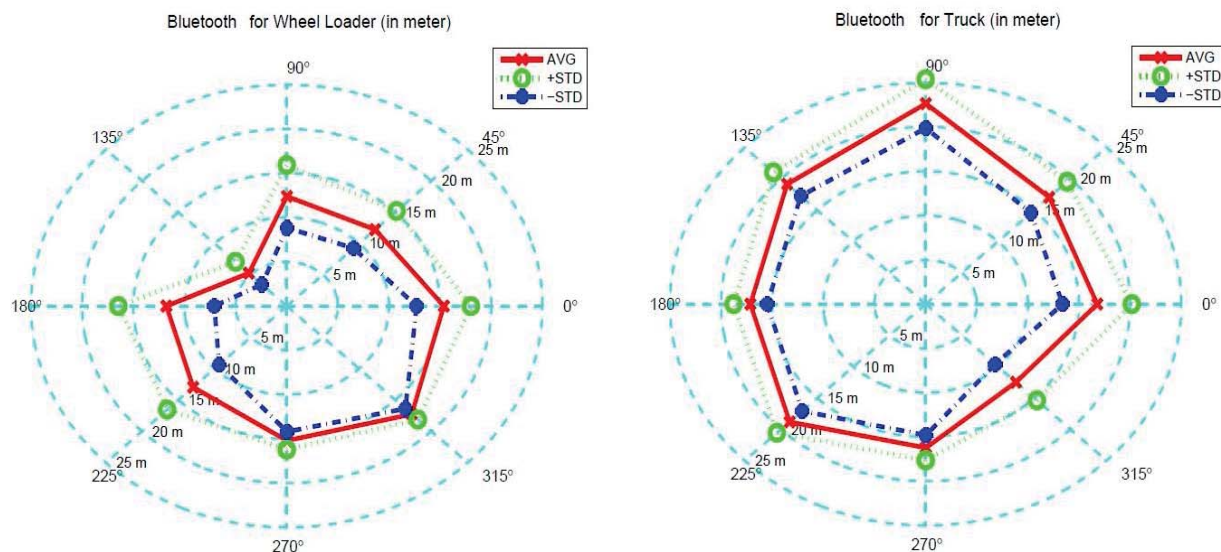 Bluetooth for Wheel Loader (in meter)
AVG
+STD
−STD
90°
135°
45°
25 m
20 m
15 m
10 m
5 m
180°
0°
5 m
10 m
15 m
20 m
25 m
225°
315°
270°
Bluetooth for Truck (in meter)
AVG
+STD
−STD
90°
135°
45°
25 m
20 m
15 m
10 m
5 m
180°
0°
5 m
10 m
15 m
20 m
25 m
225°
315°
270°